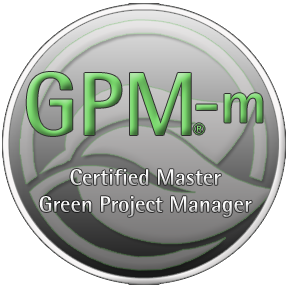 GPM®-m
Certified Master
Green Project Manager